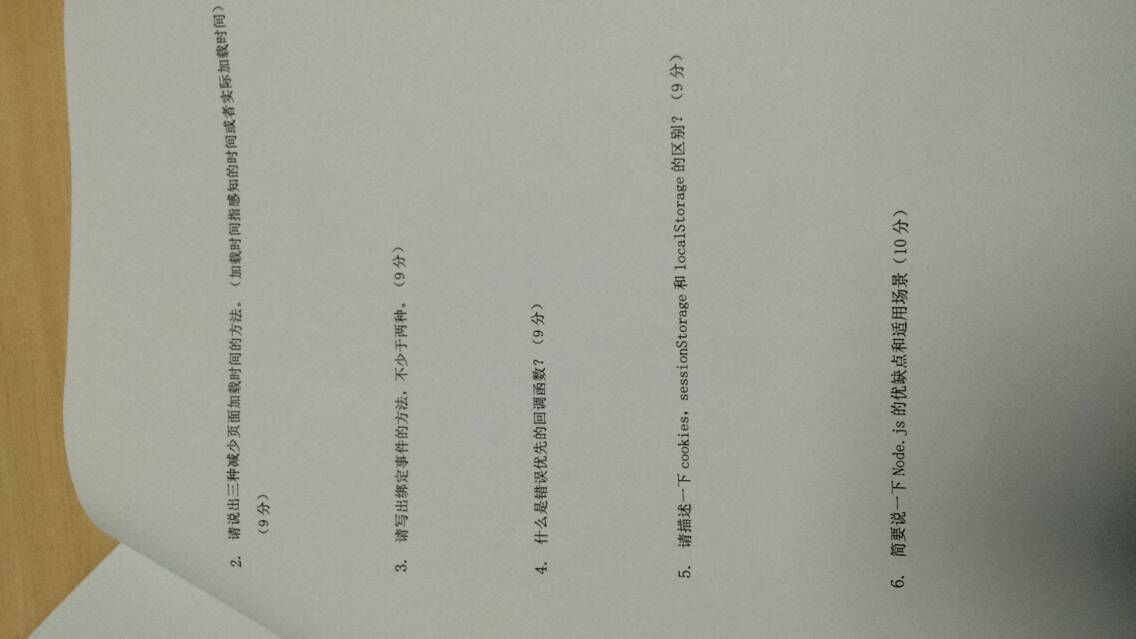 2. 请说出三种减少页面加载时间的方法。（加载时间指感知的时间或者实际加载时间）
（9 分）
3. 请写出绑定事件的方法，不少于两种。（9 分）
4. 什么是错误优先的回调函数？（9 分）
5. 请描述一下 cookies，sessionStorage 和 localStorage 的区别？（9 分）
6. 简要说一下 Node.js 的优缺点和适用场景（10 分）